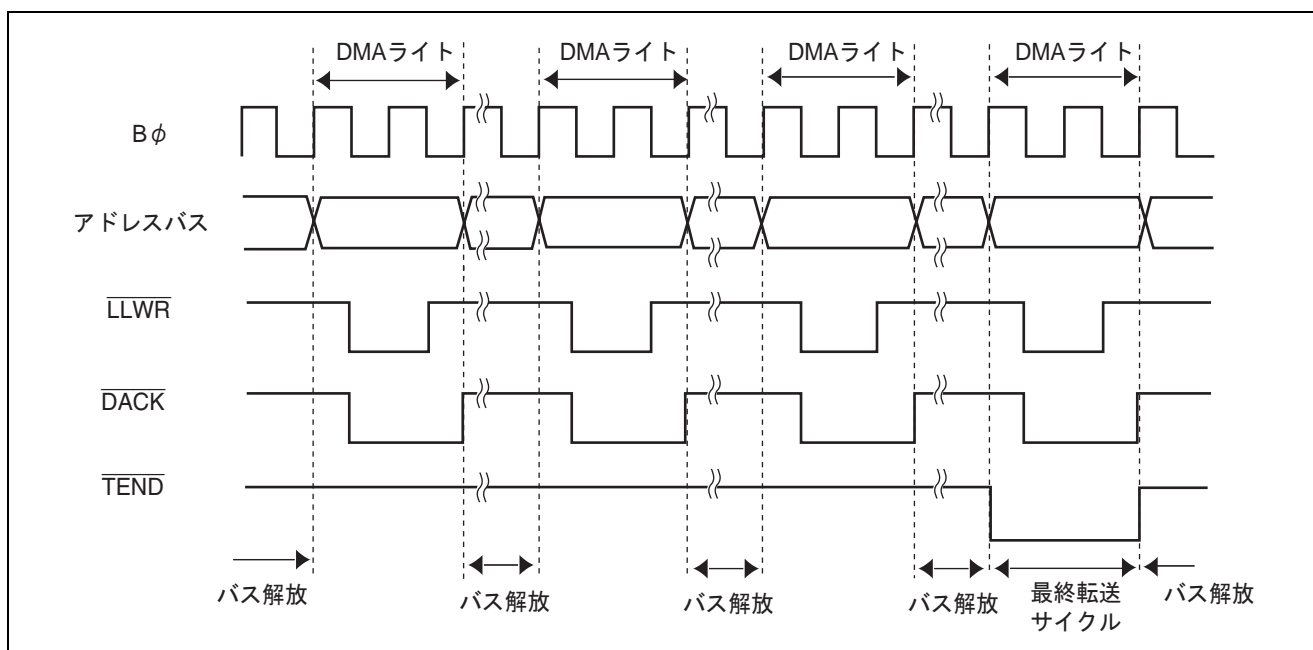 DMAライト DMAライト DMAライト DMAライト
Bφ
アドレスバス
LLWR
DACK
TEND
バス解放 バス解放 バス解放 バス解放 最終転送 バス解放
サイクル